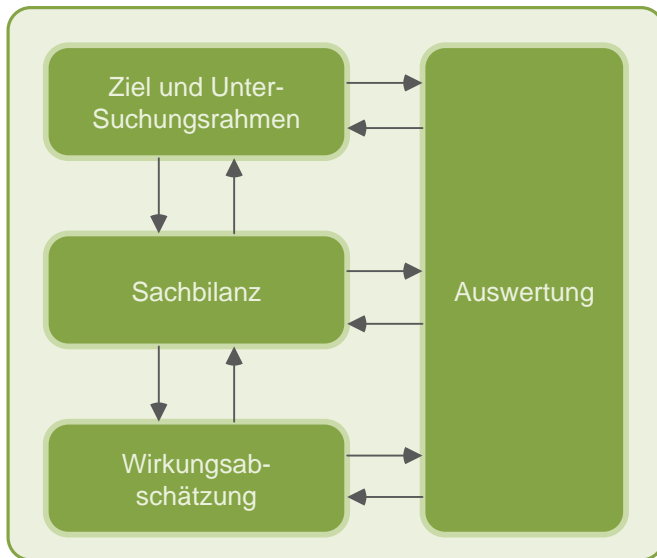 Ziel und Unter-
Suchungsrahmen
Sachbilanz
Auswertung
Wirkungsab-
schätzung